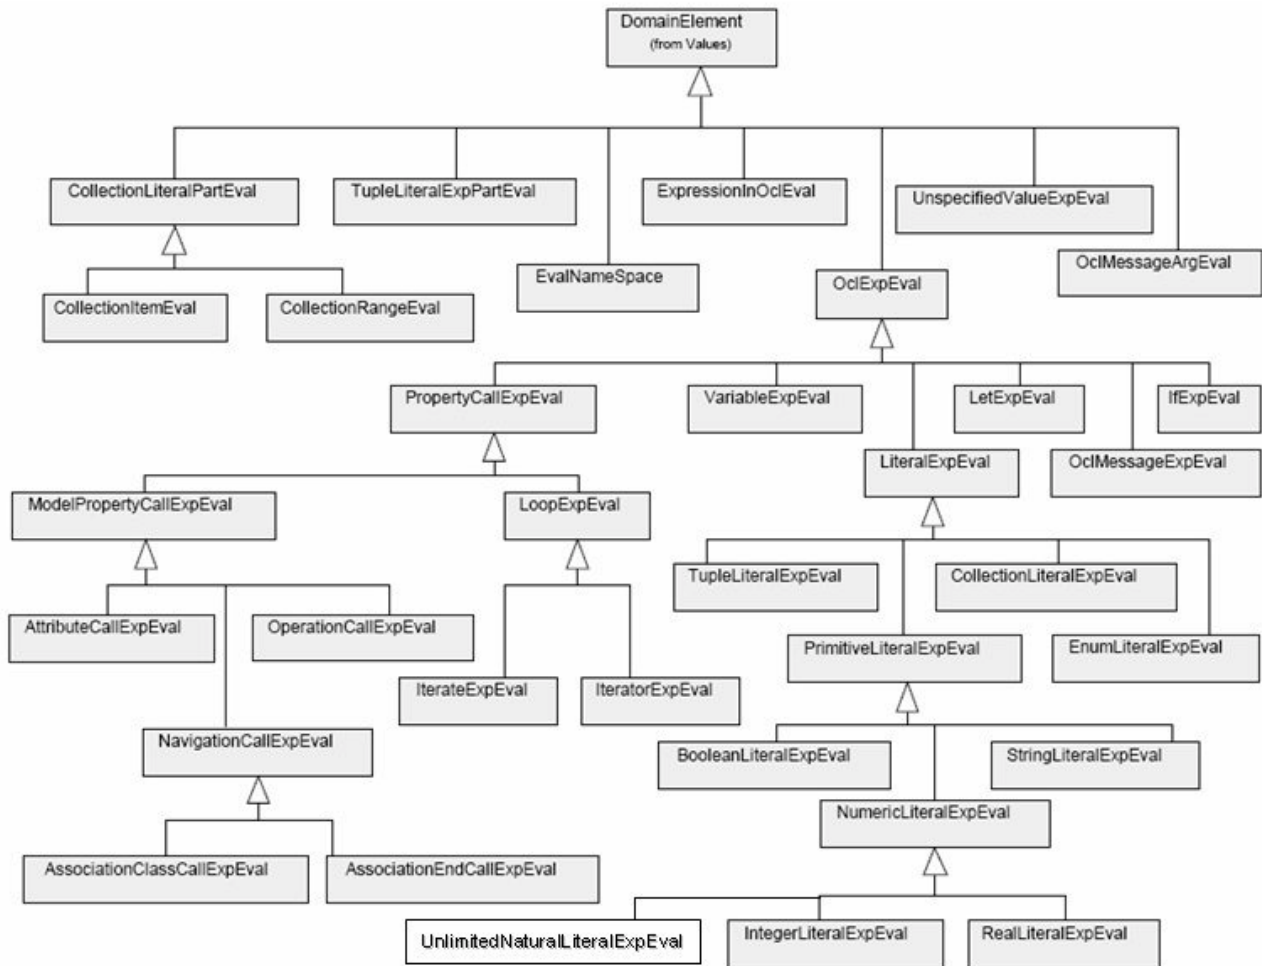 DomainElement
(from Values)
CollectionLiteralPartEval
TupleLiteralExpPartEval
ExpressionInOclEval
UnspecifiedValueExpEval
EvalNameSpace
OclExpEval
OclMessageArgEval
CollectionItemEval
CollectionRangeEval
PropertyCallExpEval
VariableExpEval
LetExpEval
IfExpEval
LiteralExpEval
OclMessageExpEval
ModelPropertyCallExpEval
LoopExpEval
TupleLiteralExpEval
CollectionLiteralExpEval
AttributeCallExpEval
OperationCallExpEval
PrimitiveLiteralExpEval
EnumLiteralExpEval
IterateExpEval
IteratorExpEval
NavigationCallExpEval
BooleanLiteralExpEval
StringLiteralExpEval
NumericLiteralExpEval
AssociationClassCallExpEval
AssociationEndCallExpEval
UnlimitedNaturalLiteralExpEval
IntegerLiteralExpEval
RealLiteralExpEval